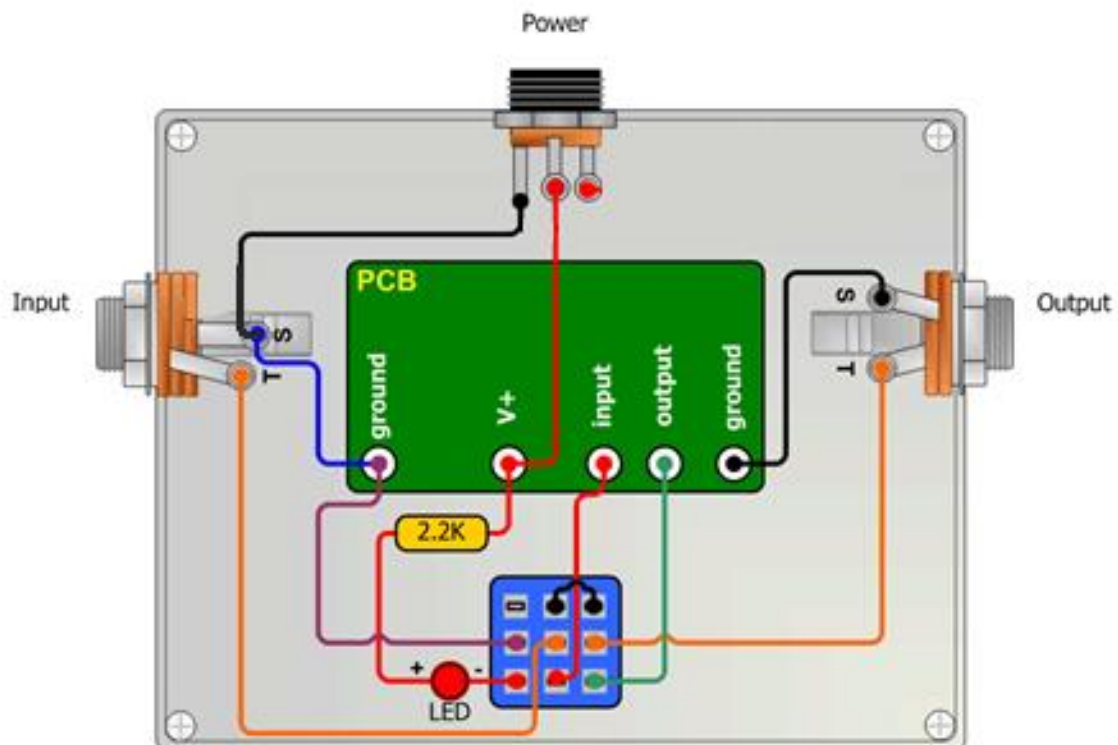 Power
PCB
Input
S
T
ground
V+
input
output
ground
S
T
Output
2.2K
+
-
LED